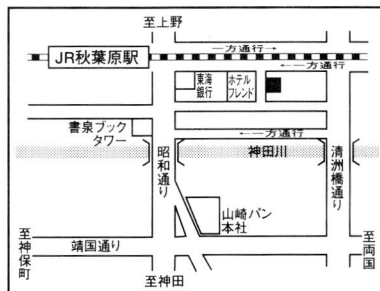 至上野
JR秋葉原駅
一方通行→
←一方通行
東海
銀行
ホテル
フレンド
書泉ブック
タワー
←一方通行
昭和通り
神田川
清洲橋通り
山崎パン
本社
至神保町
靖国通り
至両国
至神田